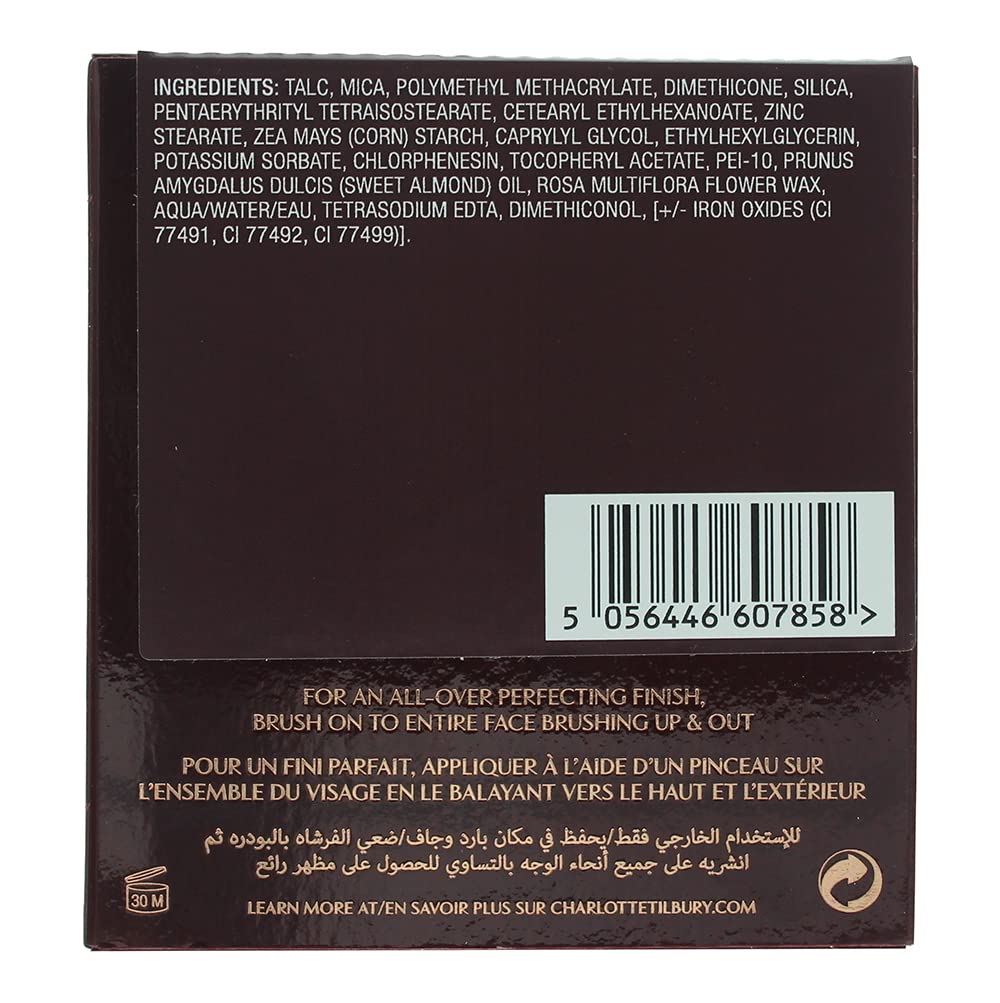 INGREDIENTS: TALC, MICA, POLYMETHYL METHACRYLATE, DIMETHICONE, SILICA,
PENTAERYTHRITYL TETRAISOSTEARATE, CETEARYL ETHYLHEXANOATE, ZINC
STEARATE, ZEA MAYS (CORN) STARCH, CAPRYLYL GLYCOL, ETHYLHEXYLGLYCERIN,
POTASSIUM SORBATE, CHLORPHENESIN, TOCOPHERYL ACETATE, PEI-10, PRUNUS
AMYGDALUS DULCIS (SWEET ALMOND) OIL, ROSA MULTIFLORA FLOWER WAX,
AQUA/WATER/EAU, TETRASODIUM EDTA, DIMETHICONOL, [+/- IRON OXIDES (CI
77491, CI 77492, CI 77499)].
5 056446 607858 >
FOR AN ALL-OVER PERFECTING FINISH,
BRUSH ON TO ENTIRE FACE BRUSHING UP & OUT
POUR UN FINI PARFAIT, APPLIQUER À L'AIDE D'UN PINCEAU SUR
L'ENSEMBLE DU VISAGE EN LE BALAYANT VERS LE HAUT ET L'EXTÉRIEUR
للإستخدام الخارجي فقط/يحفظ في مكان بارد وجاف/ضعي الفرشاه بالبودره ثم
انشريه على جميع أنحاء الوجه بالتساوي للحصول على مظهر رائع
30 M
LEARN MORE AT/EN SAVOIR PLUS SUR CHARLOTTETILBURY.COM